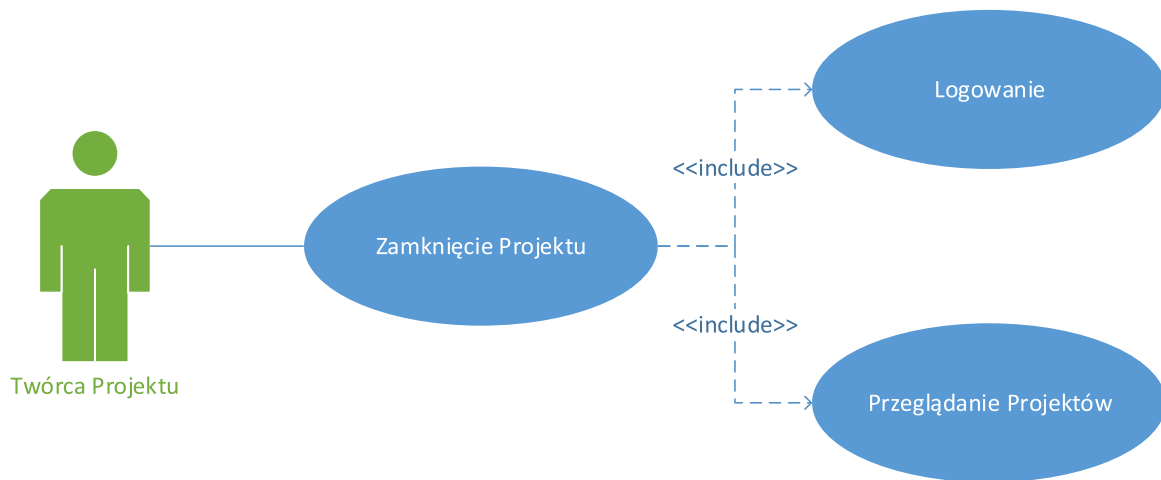 Logowanie
<<include>>
Zamknięcie Projektu
<<include>>
Twórca Projektu
Przeglądanie Projektów